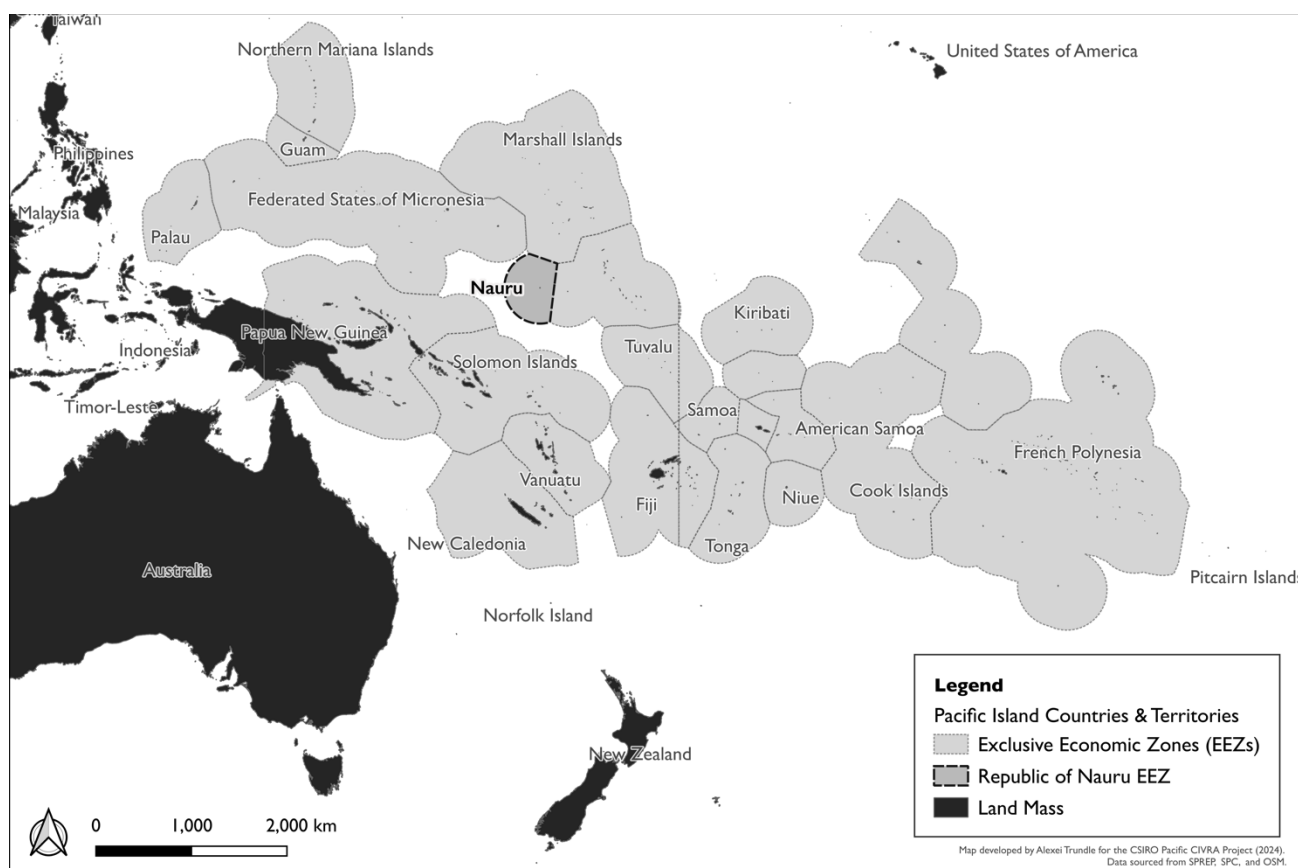 Taiwan
Northern Mariana Islands
United States of America
Guam
Marshall Islands
Philippines
Federated States of Micronesia
Malaysia
Palau
Nauru
Kiribati
Papua New Guinea
Indonesia
Solomon Islands
Tuvalu
Timor-Leste
Samoa
American Samoa
French Polynesia
Vanuatu
Fiji
Niue
Cook Islands
New Caledonia
Tonga
Australia
Pitcairn Islands
Norfolk Island
New Zealand
Legend
Pacific Island Countries & Territories
Exclusive Economic Zones (EEZs)
Republic of Nauru EEZ
Land Mass
0 1,000 2,000 km
Map developed by Alexei Trundle for the CSIRO Pacific CIVRA Project (2024).
Data sourced from SPREP, SPC, and OSM.